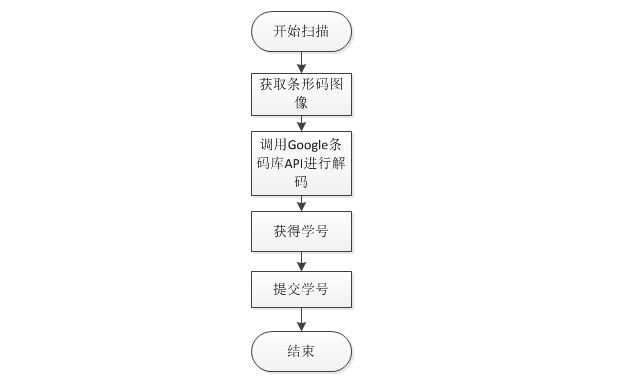 开始扫描
获取条形码图
像
调用Google条
码库API进行解
码
获得学号
提交学号
结束